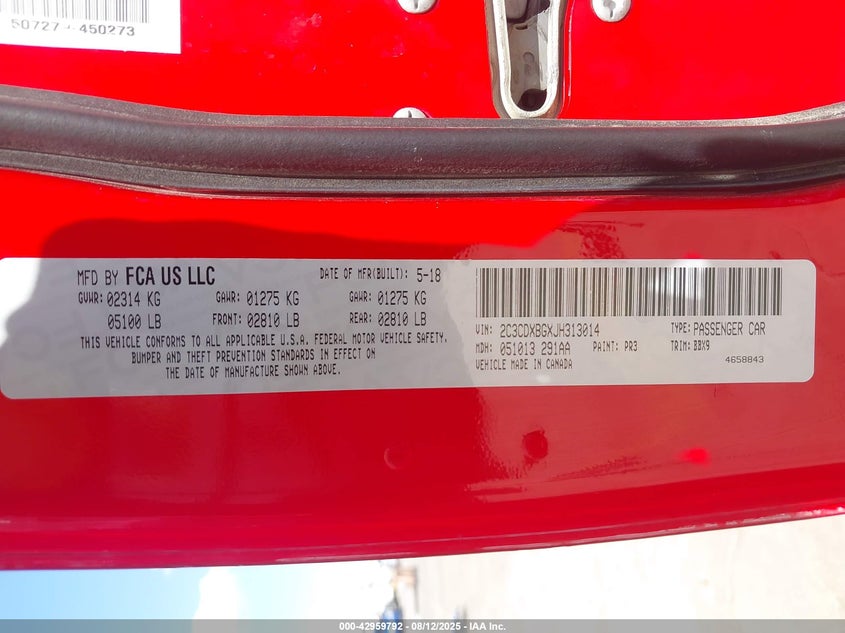 50727 - 450273
MFD BY FCA US LLC
DATE OF MFR(BUILT): 5-18
GVWR: 02314 KG
GAWR: 01275 KG
GAWR: 01275 KG
05100 LB
FRONT: 02810 LB
REAR: 02810 LB
THIS VEHICLE CONFORMS TO ALL APPLICABLE U.S.A. FEDERAL MOTOR VEHICLE SAFETY,
BUMPER AND THEFT PREVENTION STANDARDS IN EFFECT ON
THE DATE OF MANUFACTURE SHOWN ABOVE.
VIN: 2C3CDXBGXJH313014
TYPE: PASSENGER CAR
MDH: 051013 291AA
PAINT: PR3
TRIM: BBX9
VEHICLE MADE IN CANADA
4658843
000-42959792 - 08/12/2025 - IAA Inc.